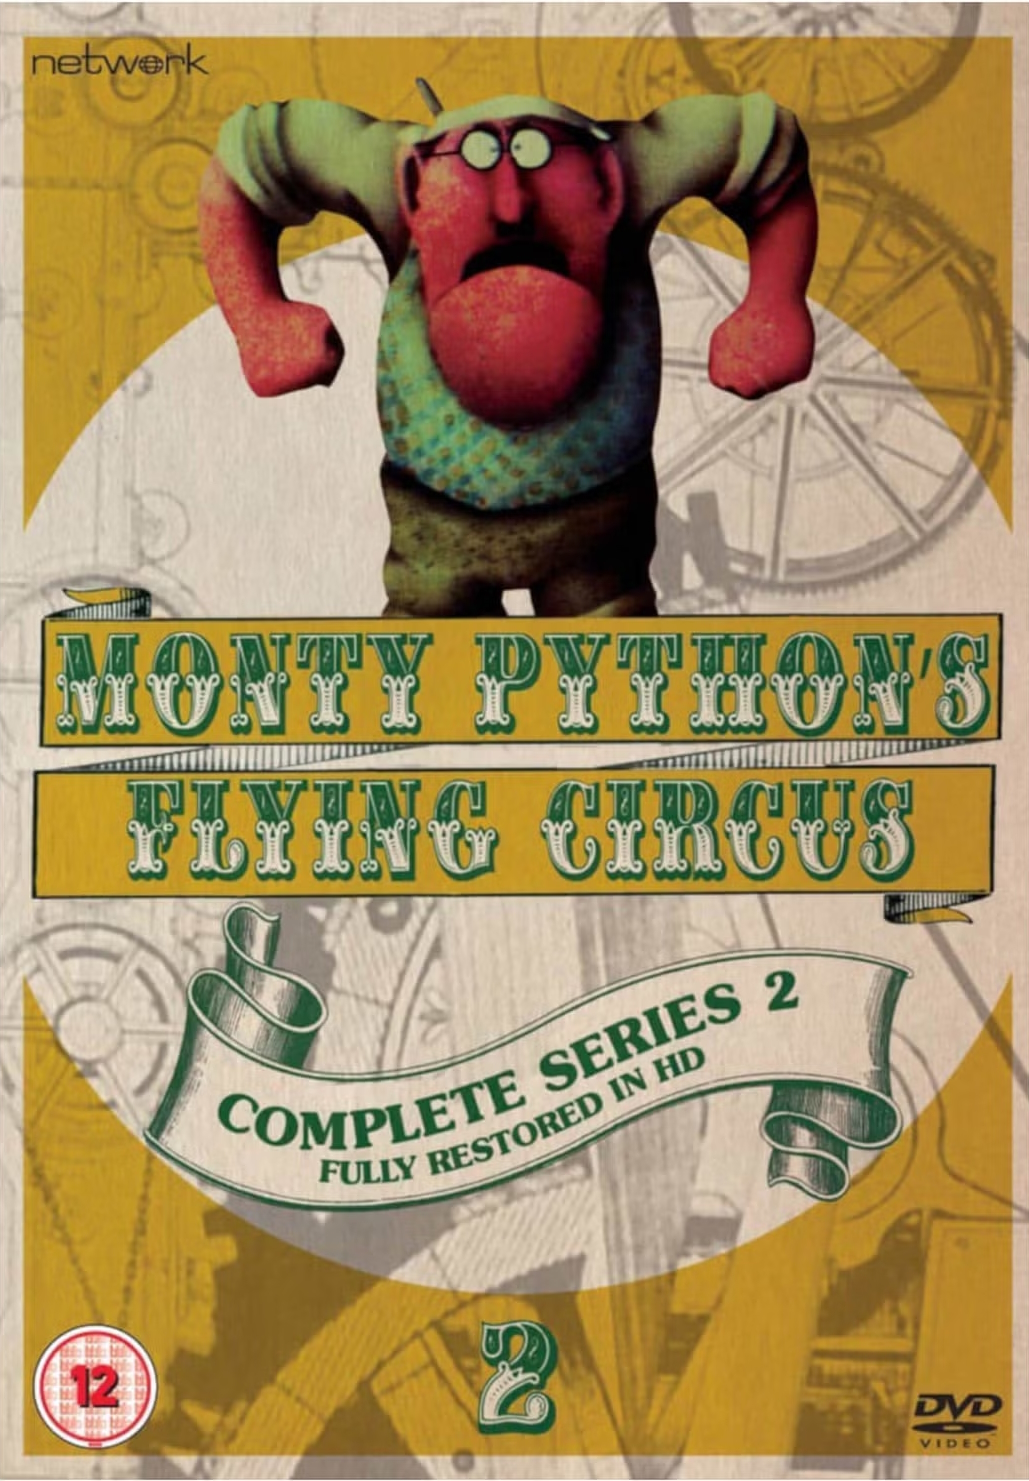 network
MONTY PYTHON'S
FLYING CIRCUS
COMPLETE SERIES 2
FULLY RESTORED IN HD
2
12
DVD
VIDEO